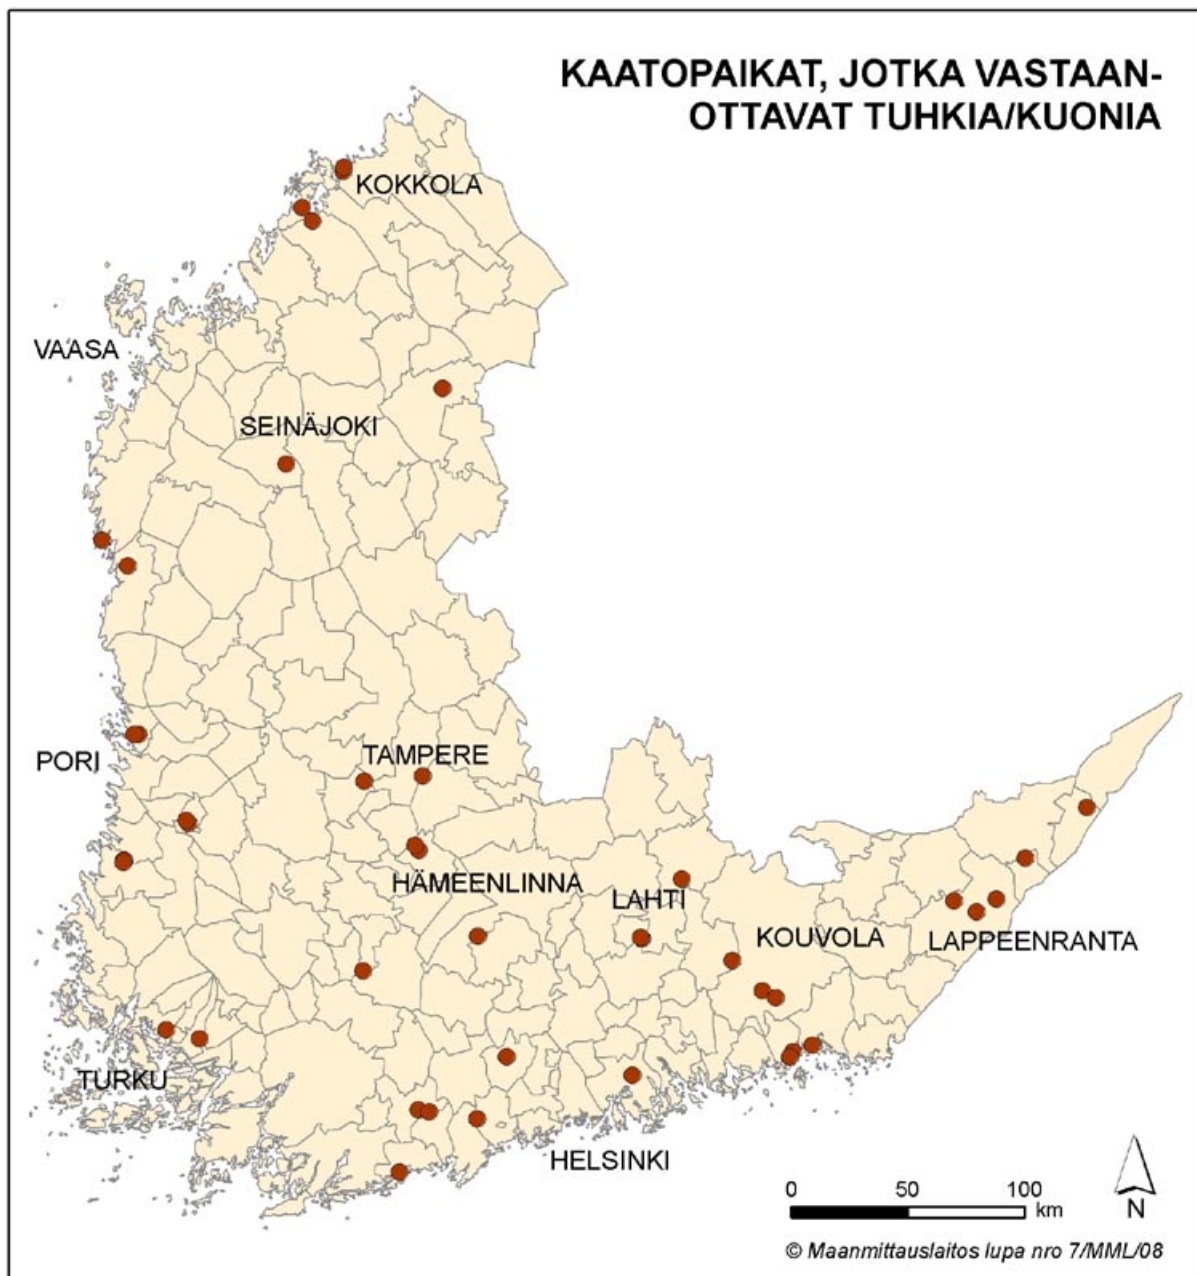 KAATOPAIKAT, JOTKA VASTAAN-
OTTAVAT TUHKIA/KUONIA
KOKKOLA
VAASA
SEINÄJOKI
PORI
TAMPERE
HÄMEENLINNA
LAHTI
KOUVOLA
LAPPEENRANTA
TURKU
HELSINKI
0 50 100
km
N
© Maanmittauslaitos lupa nro 7/MML/08